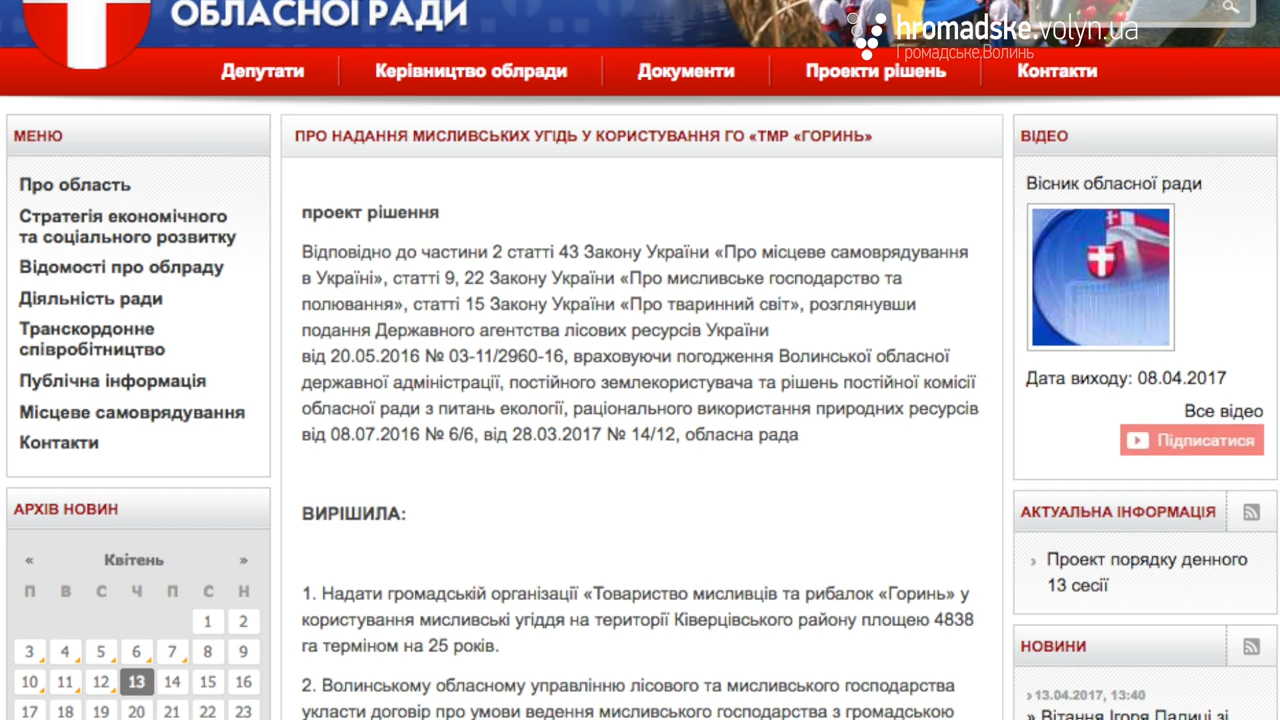 ОБЛАСНОЇ РАДИ
hromadske.volyn.ua
Громадське.Волинь
Депутати
Керівництво облради
Документи
Проекти рішень
Контакти
МЕНЮ
Про область
Стратегія економічного
та соціального розвитку
Відомості про облраду
Діяльність ради
Транскордонне
співробітництво
Публічна інформація
Місцеве самоврядування
Контакти
АРХІВ НОВИН
« Квітень »
П В С Ч П С Н
1 2
3 4 5 6 7 8 9
10 11 12 13 14 15 16
17 18 19 20 21 22 23
ПРО НАДАННЯ МИСЛИВСЬКИХ УГІДЬ У КОРИСТУВАННЯ ГО «ТМР «ГОРИНЬ»
проект рішення
Відповідно до частини 2 статті 43 Закону України «Про місцеве самоврядування
в Україні», статті 9, 22 Закону України «Про мисливське господарство та
полювання», статті 15 Закону України «Про тваринний світ», розглянувши
подання Державного агентства лісових ресурсів України
від 20.05.2016 № 03-11/2960-16, враховуючи погодження Волинської обласної
державної адміністрації, постійного землекористувача та рішень постійної комісії
обласної ради з питань екології, раціонального використання природних ресурсів
від 08.07.2016 № 6/6, від 28.03.2017 № 14/12, обласна рада
ВИРІШИЛА:
1. Надати громадській організації «Товариство мисливців та рибалок «Горинь» у
користування мисливські угіддя на території Ківерцівського району площею 4838
га терміном на 25 років.
2. Волинському обласному управлінню лісового та мисливського господарства
укласти договір про умови ведення мисливського господарства з громадською
ВІДЕО
Вісник обласної ради
Дата виходу: 08.04.2017
Все відео
Підписатися
АКТУАЛЬНА ІНФОРМАЦІЯ
› Проект порядку денного
13 сесії
НОВИНИ
›13.04.2017, 13:40
» Вітання Ігоря Палиці зі